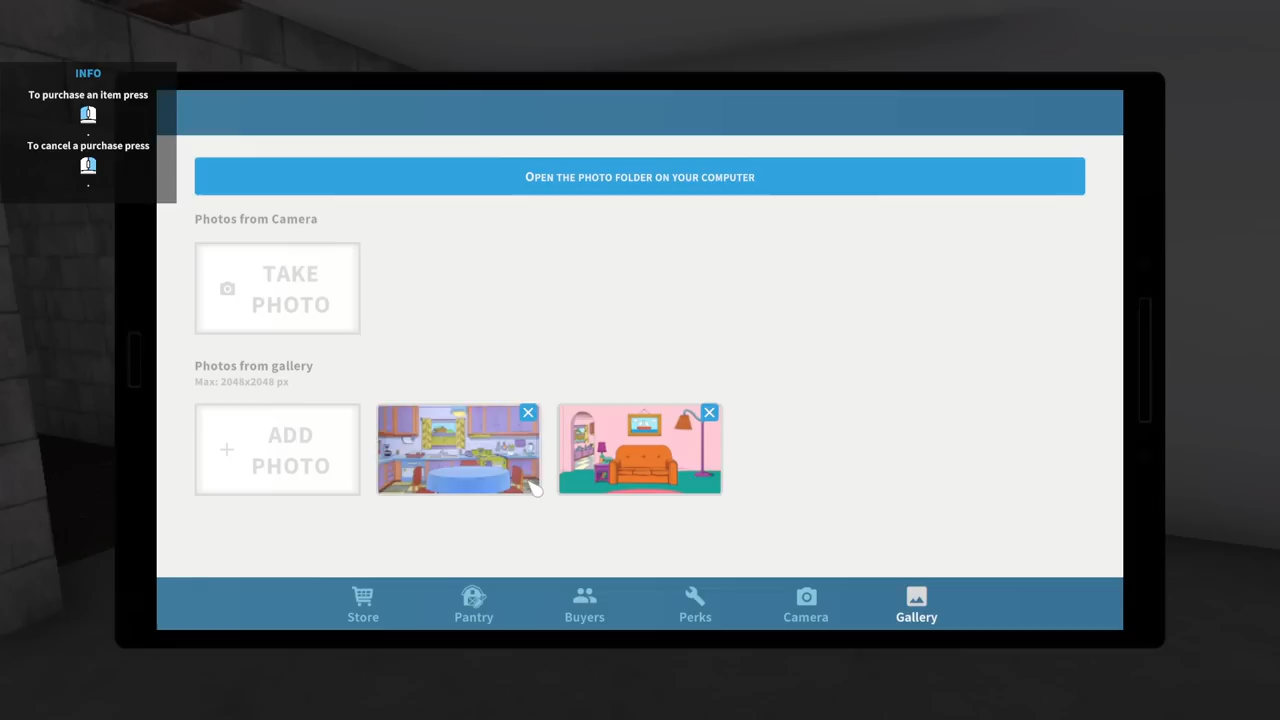 INFO
To purchase an item press
.
To cancel a purchase press
.
OPEN THE PHOTO FOLDER ON YOUR COMPUTER
Photos from Camera
TAKE
PHOTO
Photos from gallery
Max: 2048x2048 px
ADD
PHOTO
Store
Pantry
Buyers
Perks
Camera
Gallery